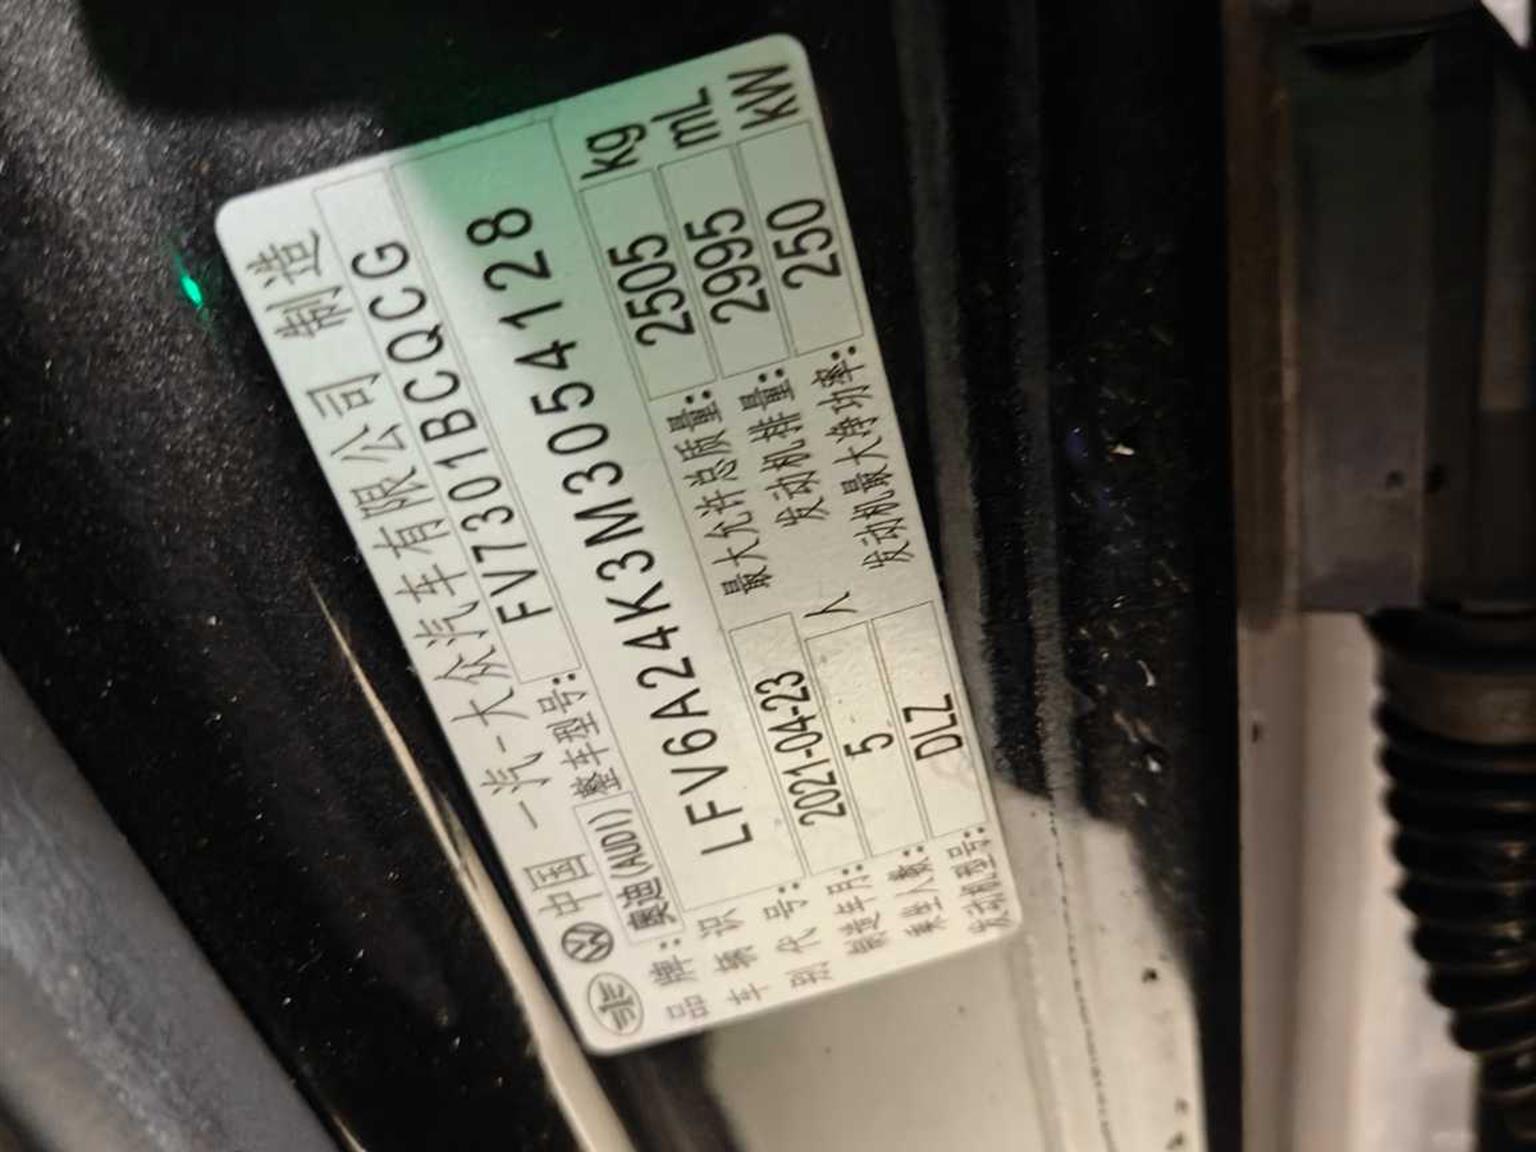 中国 一汽-大众汽车有限公司 制造
品牌: 奥迪(AUDI) 整车型号: FV7301BCQCG
车辆识别代号: LFV6A24K3M3054128
制造年月: 2021-04-23 最大允许总质量: 2505 kg
乘坐人数: 5 人 发动机排量: 2995 mL
发动机型号: DLZ 发动机最大净功率: 250 kW